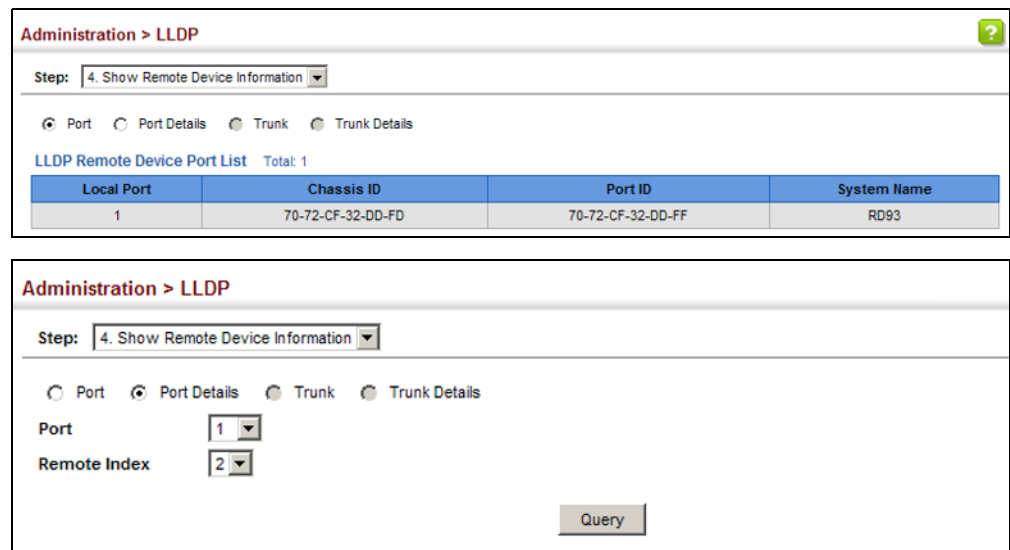 Administration > LLDP
?
Step: 4. Show Remote Device Information
Port Port Details Trunk Trunk Details
LLDP Remote Device Port List Total: 1
Local Port Chassis ID Port ID System Name
1 70-72-CF-32-DD-FD 70-72-CF-32-DD-FF RD93
Administration > LLDP
Step: 4. Show Remote Device Information
Port Port Details Trunk Trunk Details
Port 1
Remote Index 2
Query